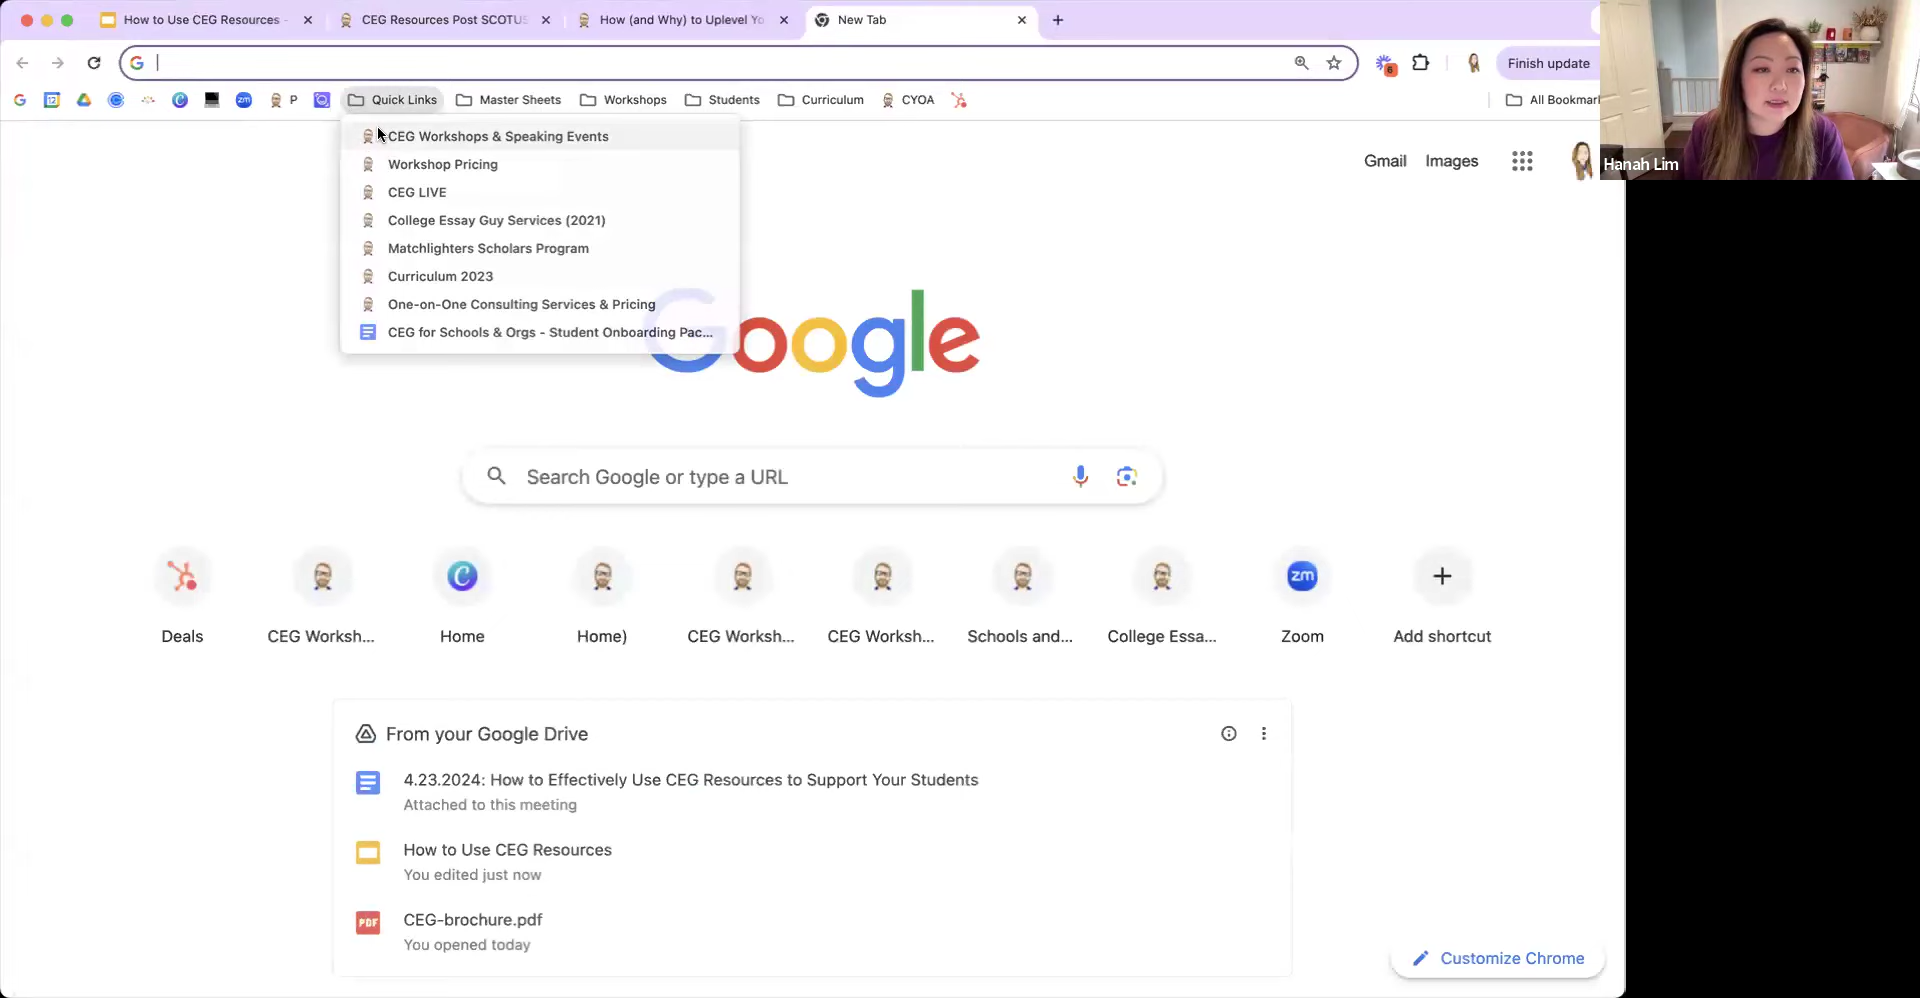 How to Use CEG Resources -
CEG Resources Post SCOTUS
How (and Why) to Uplevel Yo
New Tab
Finish update
P
Quick Links
Master Sheets
Workshops
Students
Curriculum
CYOA
All Bookmar
CEG Workshops & Speaking Events
Workshop Pricing
CEG LIVE
College Essay Guy Services (2021)
Matchlighters Scholars Program
Curriculum 2023
One-on-One Consulting Services & Pricing
CEG for Schools & Orgs - Student Onboarding Pac...
Gmail
Images
Hanah Lim
Google
Search Google or type a URL
zm
Deals
CEG Worksh...
Home
Home)
CEG Worksh...
CEG Worksh...
Schools and...
College Essa...
Zoom
Add shortcut
From your Google Drive
4.23.2024: How to Effectively Use CEG Resources to Support Your Students
Attached to this meeting
How to Use CEG Resources
You edited just now
PDF
CEG-brochure.pdf
You opened today
Customize Chrome